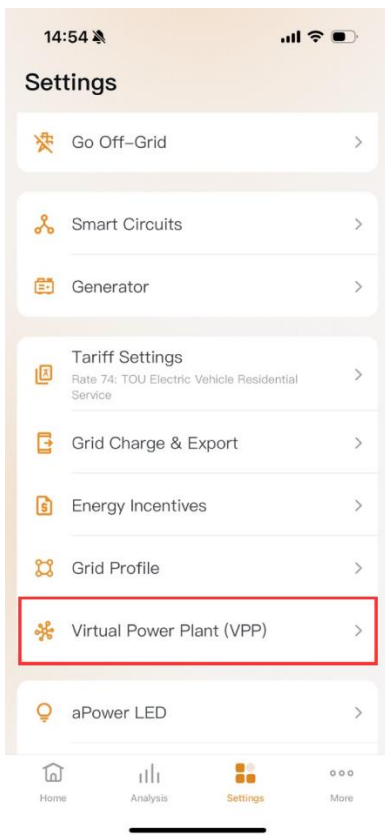 14:54
Settings
Go Off-Grid
Smart Circuits
Generator
Tariff Settings
Rate 74: TOU Electric Vehicle Residential
Service
Grid Charge & Export
Energy Incentives
Grid Profile
Virtual Power Plant (VPP)
aPower LED
Home Analysis Settings More